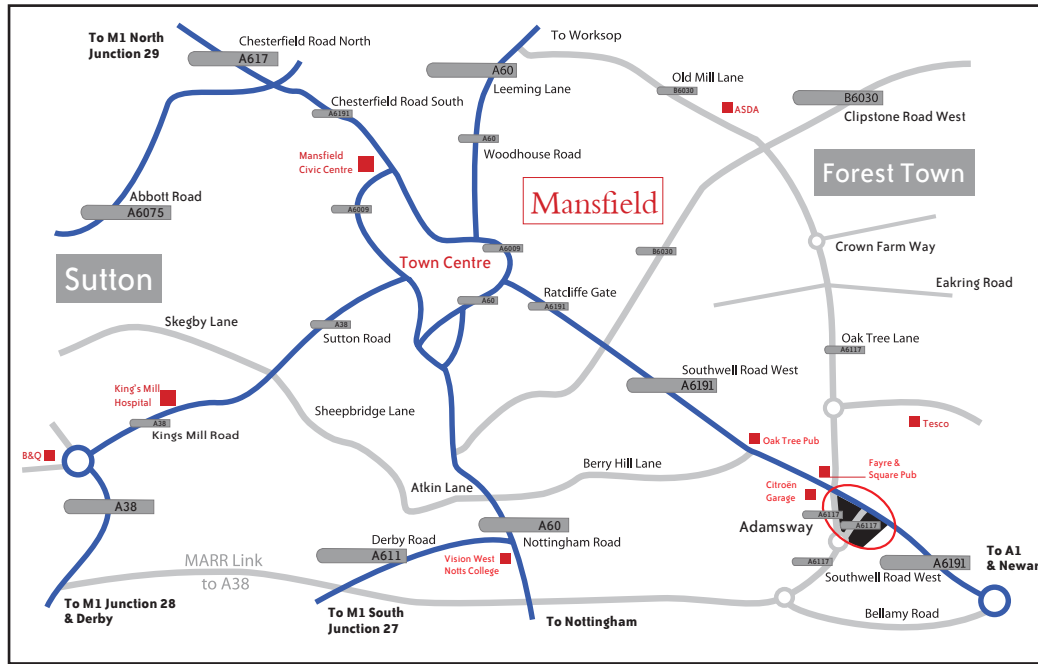 To M1 North
Junction 29
Chesterfield Road North
A617
To Worksop
A60
Leeming Lane
Old Mill Lane
B6030
ASDA
B6030
Clipstone Road West
Chesterfield Road South
A6191
A60
Woodhouse Road
Mansfield
Civic Centre
Mansfield
Forest Town
Abbott Road
A6075
A6009
A6009
B6030
Crown Farm Way
Town Centre
Sutton
Eakring Road
A60
Ratcliffe Gate
A6191
Skegby Lane
A38
Sutton Road
Oak Tree Lane
A6117
Southwell Road West
A6191
King's Mill
Hospital
Sheepbridge Lane
A38
Kings Mill Road
Tesco
Oak Tree Pub
B&Q
Berry Hill Lane
Fayre &
Square Pub
Atkin Lane
Citroën
Garage
A38
A6117
A6117
Adamsway
A60
Nottingham Road
Derby Road
A611
Vision West
Notts College
MARR Link
to A38
A6117
Southwell Road West
A6191
To A1
& Newar
To M1 Junction 28
& Derby
To M1 South
Junction 27
To Nottingham
Bellamy Road